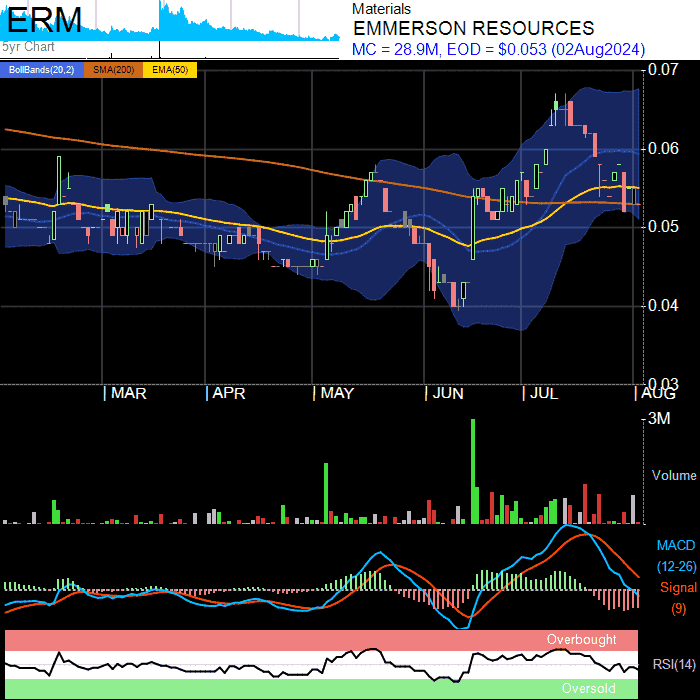 ERM
5yr Chart
Materials
EMMERSON RESOURCES
MC = 28.9M, EOD = $0.053 (02Aug2024)
BollBands(20,2) SMA(200) EMA(50)
0.07
0.06
0.05
0.04
0.03
| MAR | APR | MAY | JUN | JUL | AUG
3M
Volume
MACD
(12-26)
Signal
(9)
Overbought
RSI(14)
Oversold